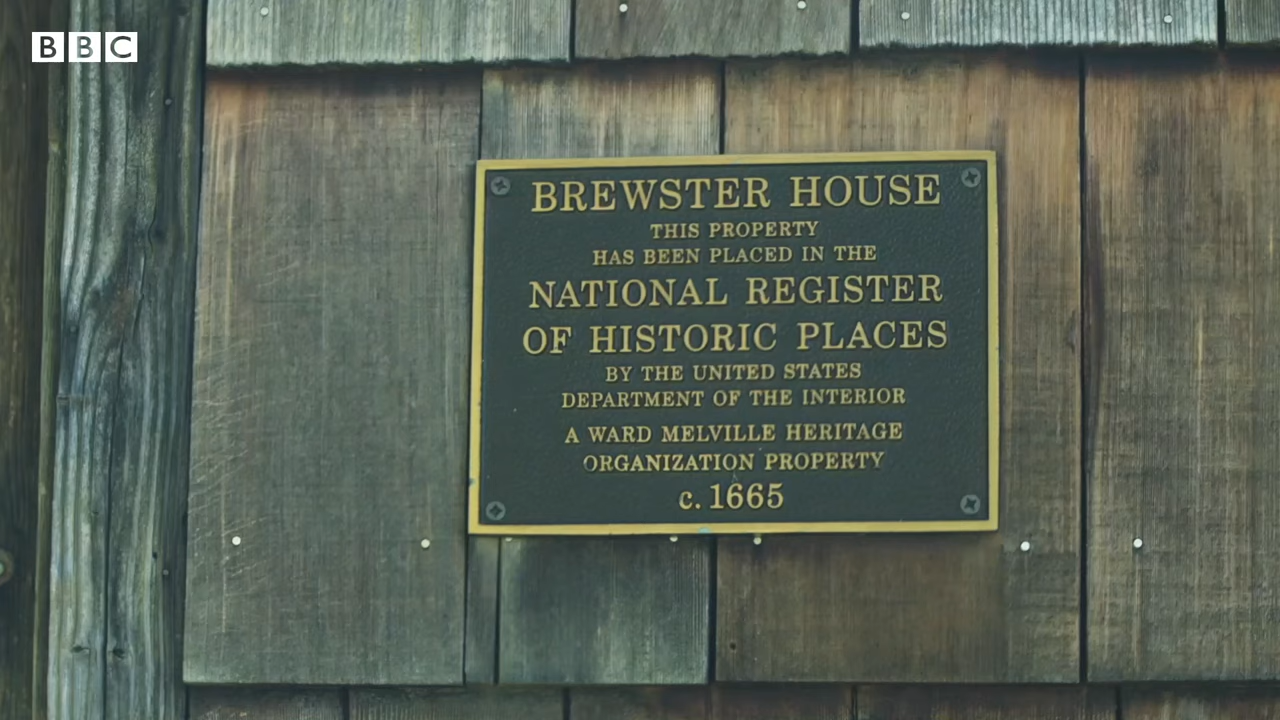 BBC
BREWSTER HOUSE
THIS PROPERTY
HAS BEEN PLACED IN THE
NATIONAL REGISTER
OF HISTORIC PLACES
BY THE UNITED STATES
DEPARTMENT OF THE INTERIOR
A WARD MELVILLE HERITAGE
ORGANIZATION PROPERTY
c. 1665